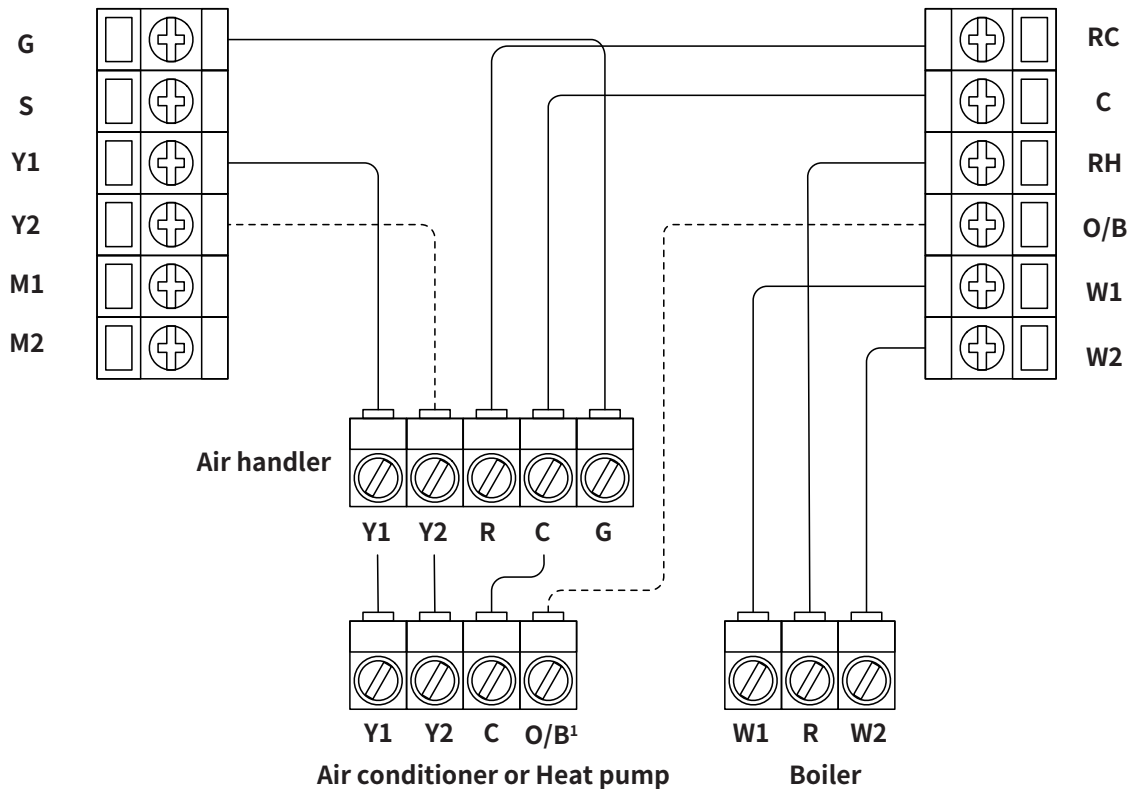 G
S
Y1
Y2
M1
M2
RC
C
RH
O/B
W1
W2
Air handler
Y1 Y2 R C G
Y1 Y2 C O/B¹
Air conditioner or Heat pump
W1 R W2
Boiler